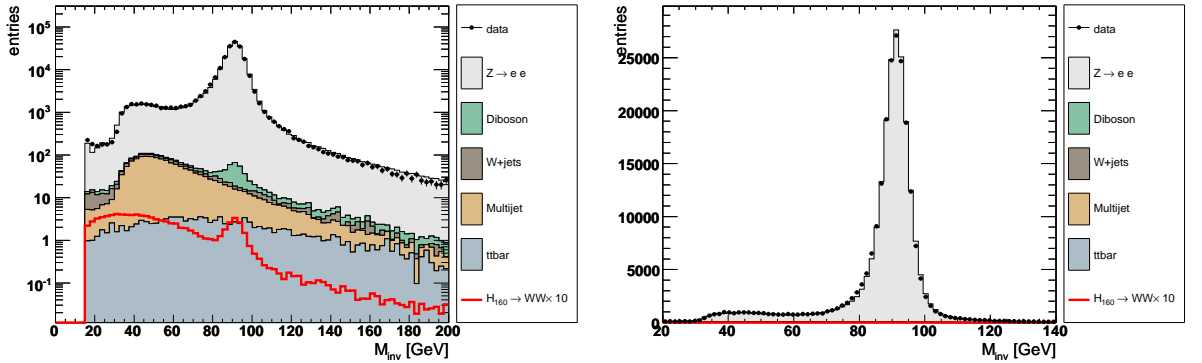 entries
10⁵
10⁴
10³
10²
10
1
10⁻¹
0 20 40 60 80 100 120 140 160 180 200
M_inv [GeV]
data
Z → e e
Diboson
W+jets
Multijet
ttbar
H₁₆₀ → WW× 10
entries
25000
20000
15000
10000
5000
0
20 40 60 80 100 120 140
M_inv [GeV]
data
Z → e e
Diboson
W+jets
Multijet
ttbar
H₁₆₀ → WW× 10